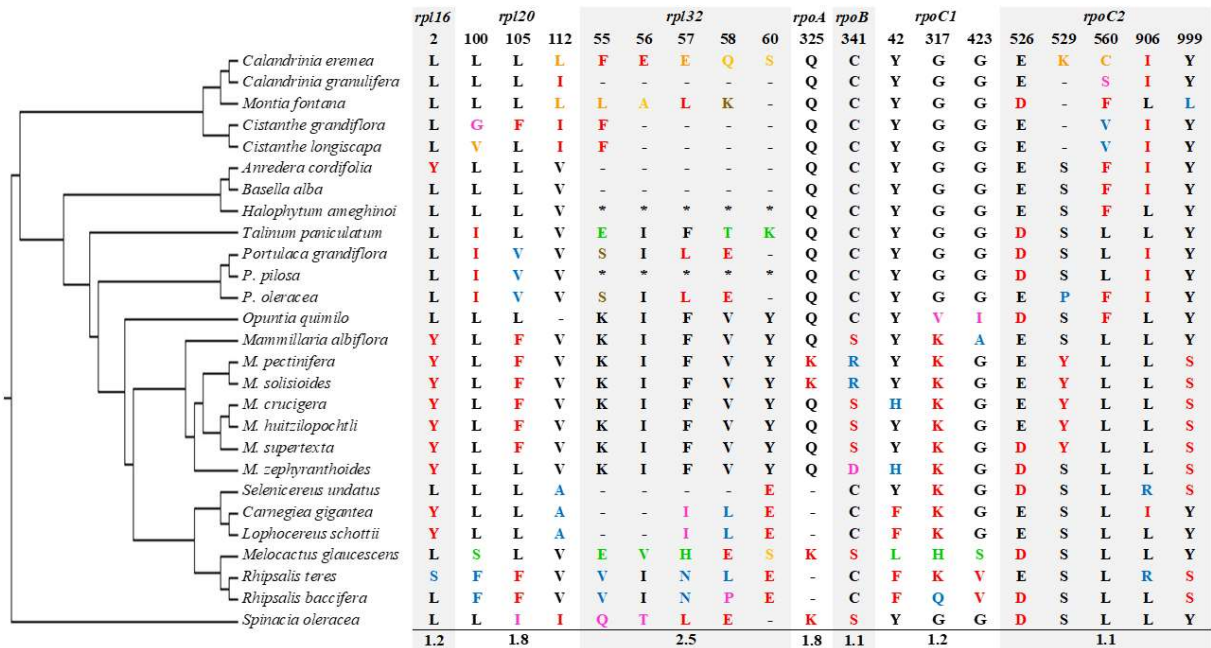 rpl16 rpl20 rpl32 rpoA rpoB rpoC1 rpoC2
2 100 105 112 55 56 57 58 60 325 341 42 317 423 526 529 560 906 999
Calandrinia eremea L L L L F E E Q S Q C Y G G E K C I Y
Calandrinia granulifera L L L I - - - - - Q C Y G G E - S I Y
Montia fontana L L L L L A L K - Q C Y G G D - F L L
Cistanthe grandiflora L G F I F - - - - Q C Y G G E - V I Y
Cistanthe longiscapa L V L I F - - - - Q C Y G G E - V I Y
Anredera cordifolia Y L L V - - - - - Q C Y G G E S F I Y
Basella alba L L L V - - - - - Q C Y G G E S F I Y
Halophytum ameghinoi L L L V * * * * * Q C Y G G E S F L Y
Talinum paniculatum L I L V E I F T K Q C Y G G D S L L Y
Portulaca grandiflora L I V V S I L E - Q C Y G G D S L I Y
P. pilosa L I V V * * * * * Q C Y G G D S L I Y
P. oleracea L I V V S I L E - Q C Y G G E P F I Y
Opuntia quimilo L L L - K I F V Y Q C Y V I D S F L Y
Mammillaria albiflora Y L F V K I F V Y Q S Y K A E S L L Y
M. pectinifera Y L F V K I F V Y K R Y K G E Y L L S
M. solisioides Y L F V K I F V Y K R Y K G E Y L L S
M. crucigera Y L F V K I F V Y Q S H K G E Y L L S
M. huitzilopochtli Y L F V K I F V Y Q S Y K G E Y L L S
M. supertexta Y L F V K I F V Y Q S Y K G D Y L L S
M. zephyranthoides Y L L V K I F V Y Q D H K G D S L L S
Selenicereus undatus L L L A - - - - E - C Y K G D S L R S
Carnegiea gigantea Y L L A - - I L E - C F K G D S L I Y
Lophocereus schottii Y L L A - - I L E - C F K G E S L L Y
Melocactus glaucescens L S L V E V H E S K S L H S D S L L Y
Rhipsalis teres S F F V V I N L E - C F K V E S L R S
Rhipsalis baccifera L F F V V I N P E - C F Q V D S L L S
Spinacia oleracea L L I I Q T L E - K S Y G G D S L L Y
1.2 1.8 2.5 1.8 1.1 1.2 1.1